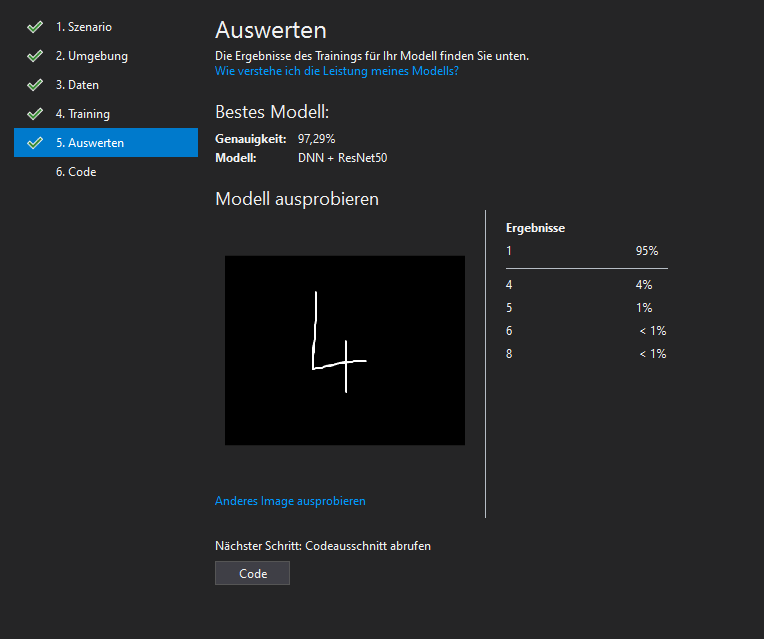 1. Szenario
2. Umgebung
3. Daten
4. Training
5. Auswerten
6. Code
Auswerten
Die Ergebnisse des Trainings für Ihr Modell finden Sie unten.
Wie verstehe ich die Leistung meines Modells?
Bestes Modell:
Genauigkeit: 97,29%
Modell: DNN + ResNet50
Modell ausprobieren
4
Ergebnisse
1 95%
4 4%
5 1%
6 < 1%
8 < 1%
Anderes Image ausprobieren
Nächster Schritt: Codeausschnitt abrufen
Code